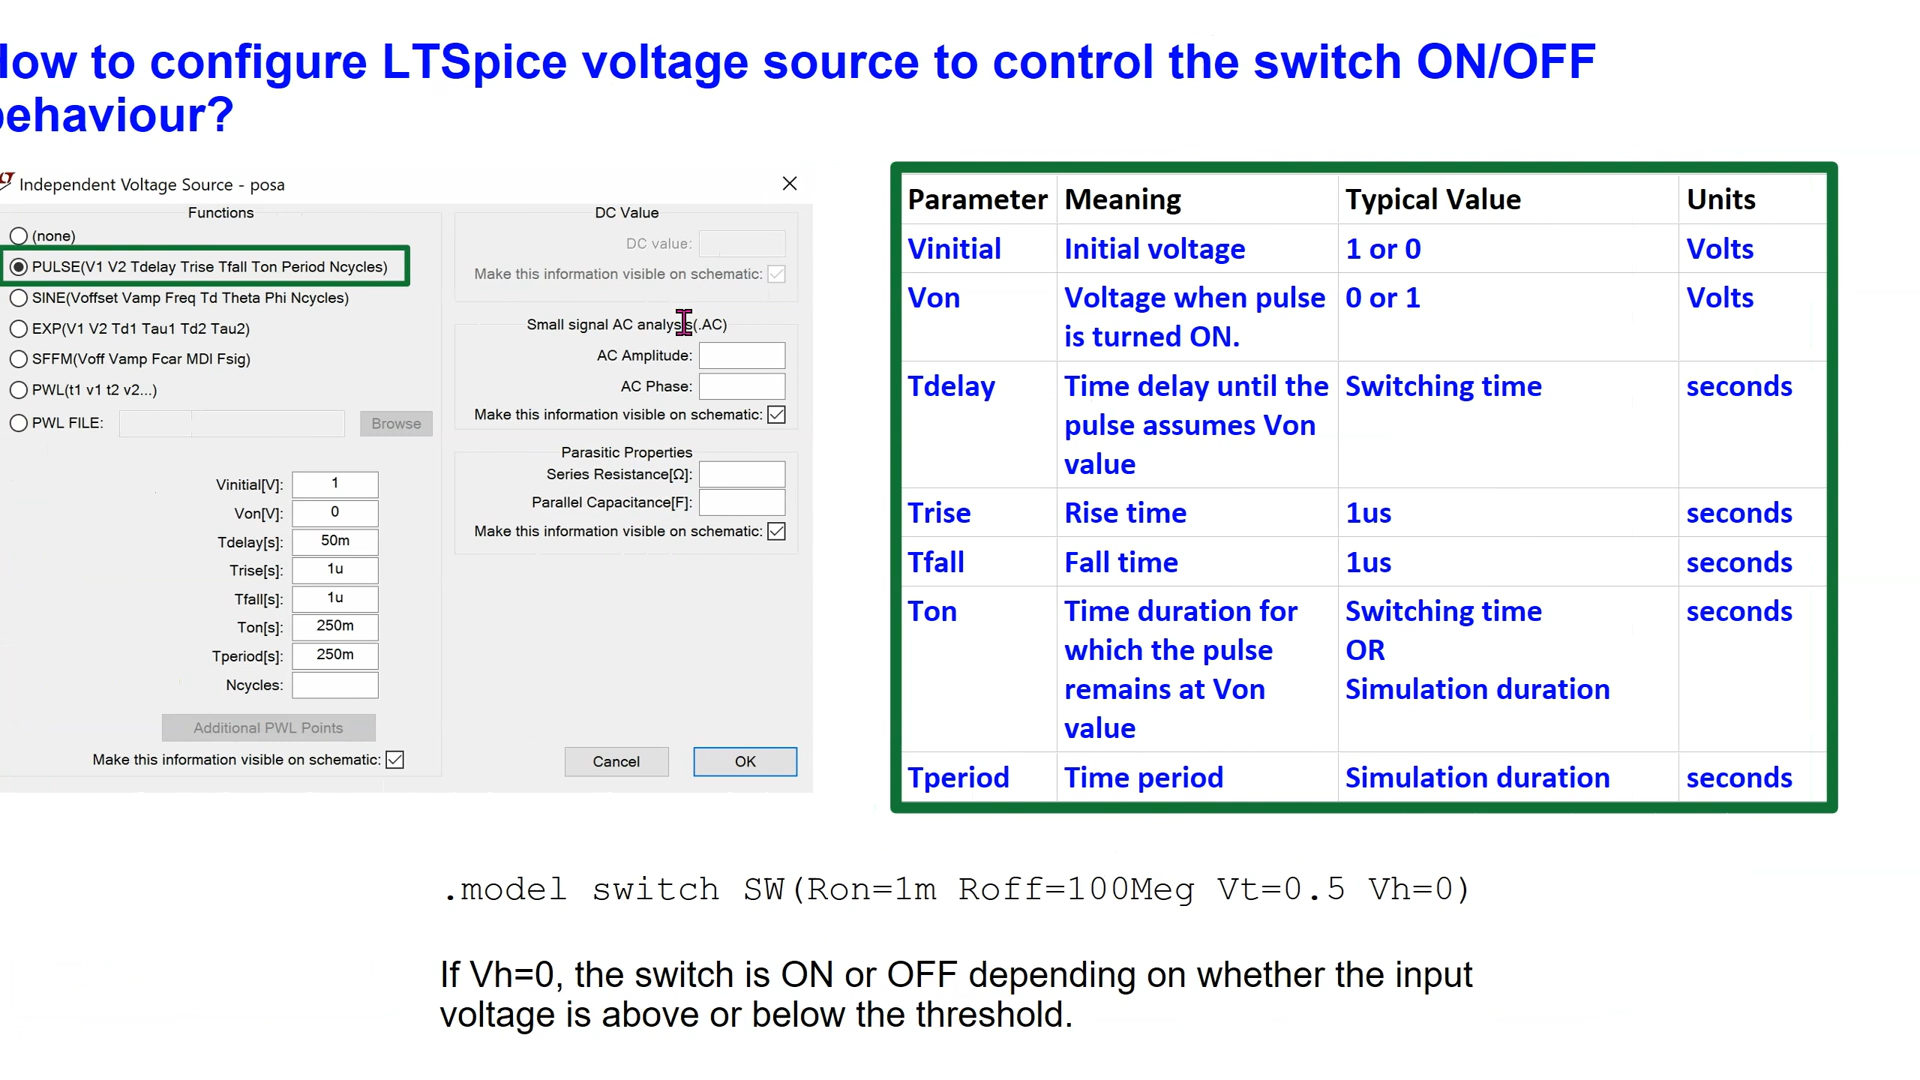 How to configure LTSpice voltage source to control the switch ON/OFF
behaviour?
Independent Voltage Source - posa
Functions
(none)
PULSE(V1 V2 Tdelay Trise Tfall Ton Period Ncycles)
SINE(Voffset Vamp Freq Td Theta Phi Ncycles)
EXP(V1 V2 Td1 Tau1 Td2 Tau2)
SFFM(Voff Vamp Fcar MDI Fsig)
PWL(t1 v1 t2 v2...)
PWL FILE:
Browse
Vinitial[V]: 1
Von[V]: 0
Tdelay[s]: 50m
Trise[s]: 1u
Tfall[s]: 1u
Ton[s]: 250m
Tperiod[s]: 250m
Ncycles:
Additional PWL Points
Make this information visible on schematic:
DC Value
DC value:
Make this information visible on schematic:
Small signal AC analysis(.AC)
AC Amplitude:
AC Phase:
Make this information visible on schematic:
Parasitic Properties
Series Resistance[Ω]:
Parallel Capacitance[F]:
Make this information visible on schematic:
Cancel
OK
Parameter Meaning Typical Value Units
Vinitial Initial voltage 1 or 0 Volts
Von Voltage when pulse 0 or 1 Volts
is turned ON.
Tdelay Time delay until the Switching time seconds
pulse assumes Von
value
Trise Rise time 1us seconds
Tfall Fall time 1us seconds
Ton Time duration for Switching time seconds
which the pulse OR
remains at Von Simulation duration
value
Tperiod Time period Simulation duration seconds
.model switch SW(Ron=1m Roff=100Meg Vt=0.5 Vh=0)
If Vh=0, the switch is ON or OFF depending on whether the input
voltage is above or below the threshold.